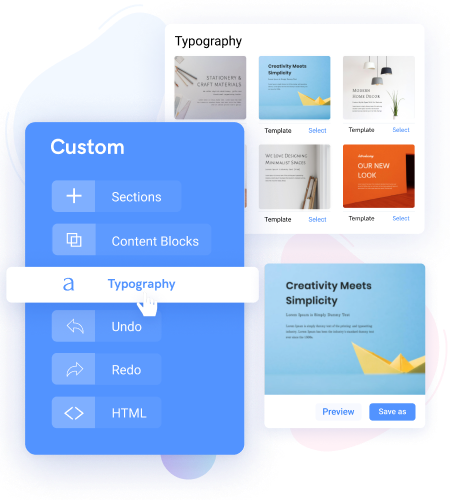 Typography
STATIONERY &
CRAFT MATERIALS
Creativity Meets
Simplicity
MODERN
HOME DECOR
Template Select
Template Select
WE LOVE DESIGNING
MINIMALIST SPACES
OUR NEW
LOOK
Template Select
Template Select
Custom
Sections
Content Blocks
a
Typography
Undo
Redo
HTML
Creativity Meets
Simplicity
Lorem Ipsum is Simply Dummy Text
Preview
Save as